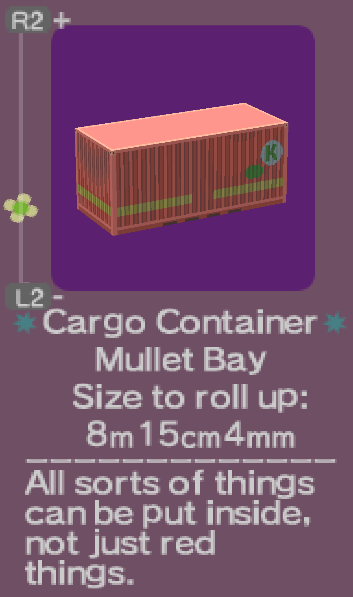 R2 +
K
L2 -
Cargo Container
Mullet Bay
Size to roll up:
8m15cm4mm
All sorts of things
can be put inside,
not just red
things.